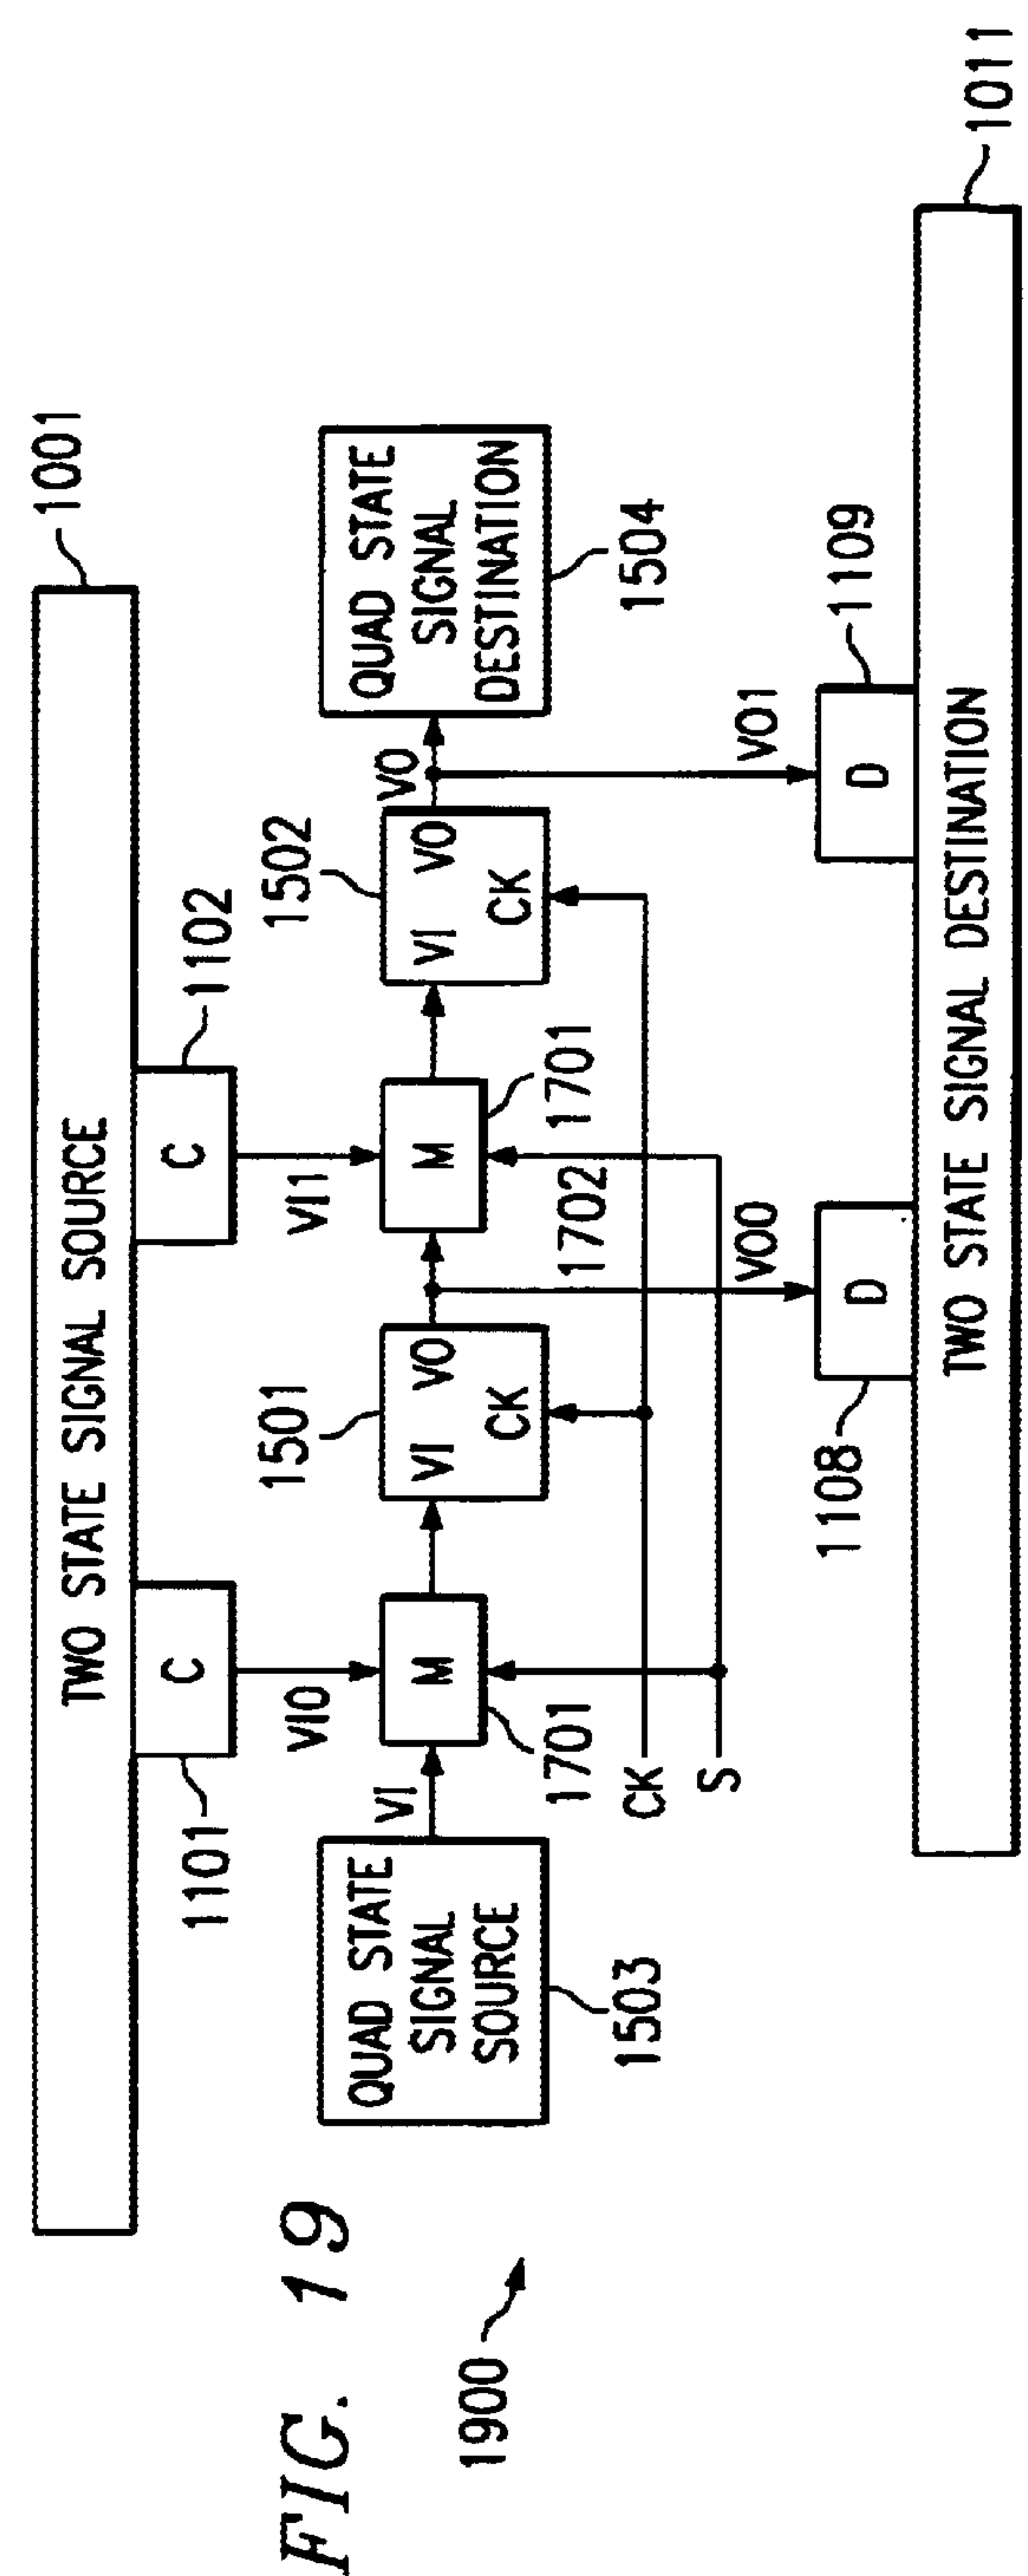 1001
TWO STATE SIGNAL SOURCE
1101
C
1102
C
VI0
VI1
1501
1502
QUAD STATE
SIGNAL
SOURCE
1503
VI
M
1701
VI
VO
CK
M
1701
1702
VI
VO
CK
VO
QUAD STATE
SIGNAL
DESTINATION
1504
CK
S
VO0
VO1
1108
D
1109
D
TWO STATE SIGNAL DESTINATION
1011
1900
FIG. 19